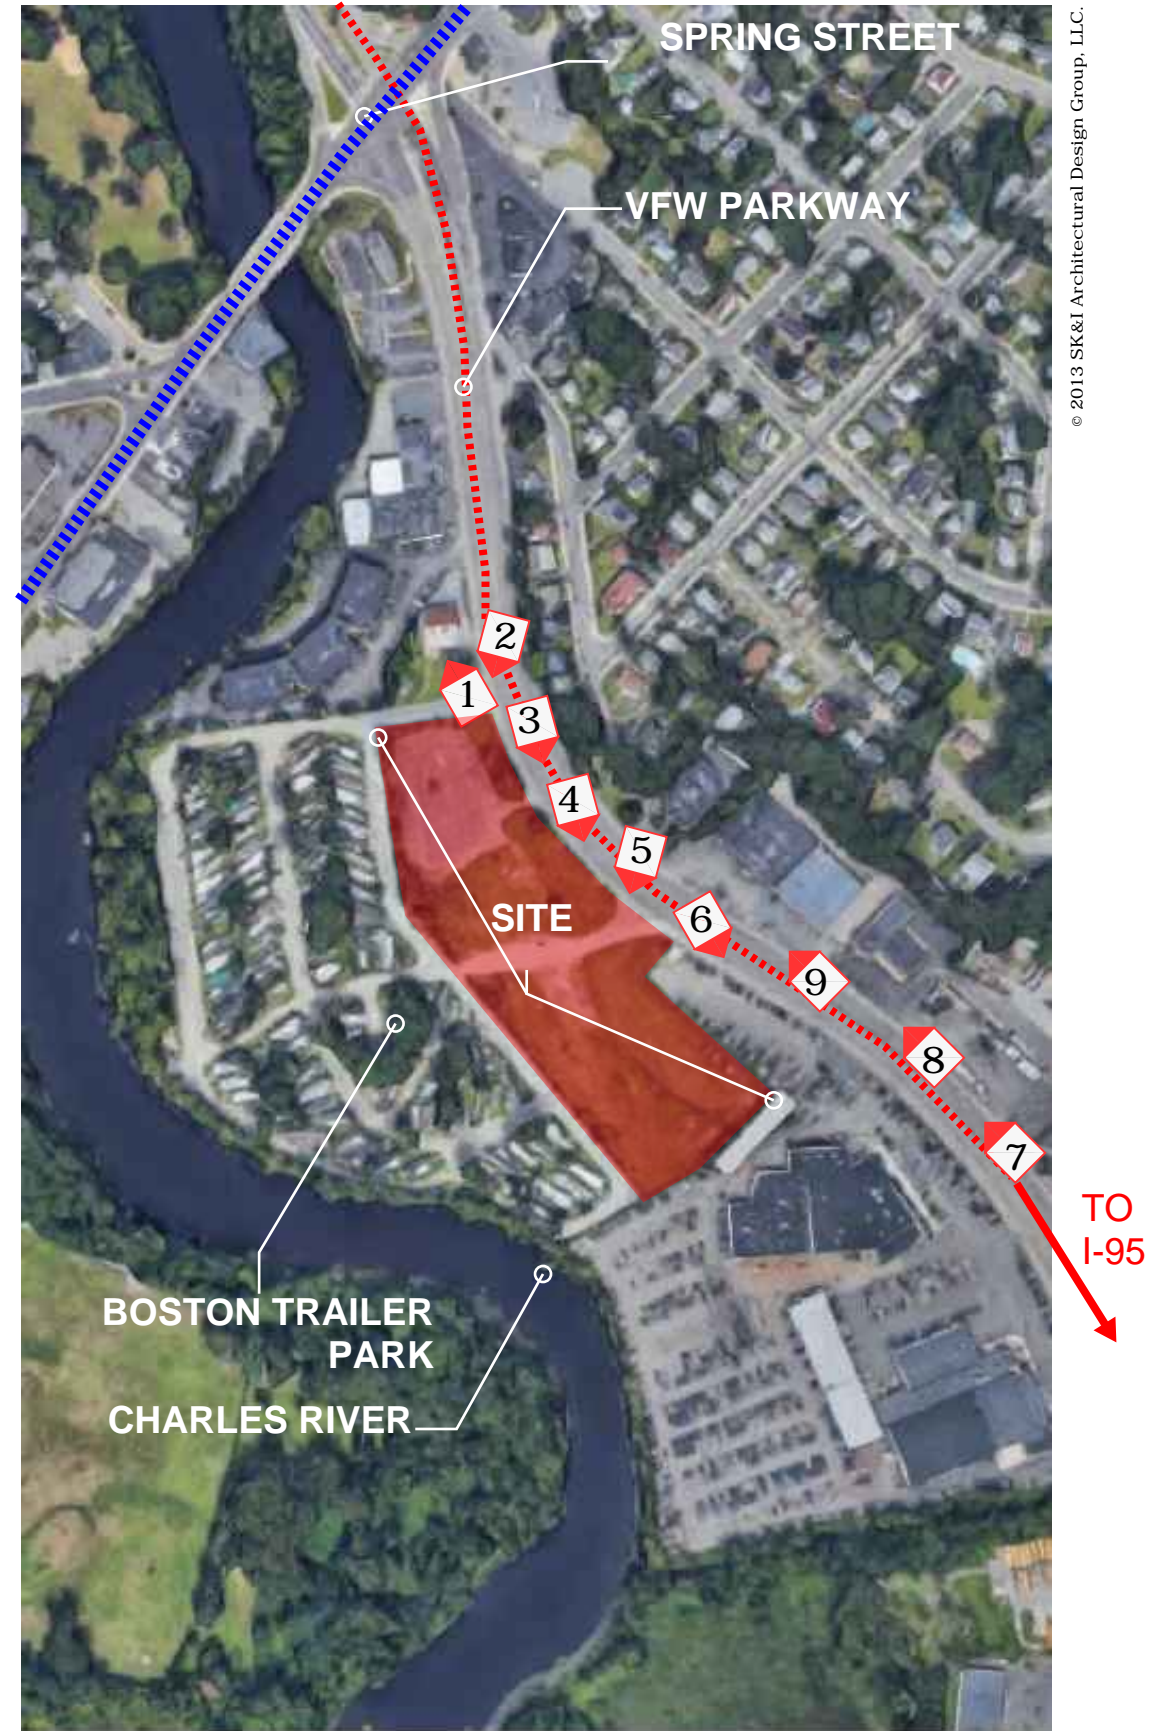 SPRING STREET
© 2013 SK&I Architectural Design Group, LLC.
VFW PARKWAY
2
1
3
4
5
SITE
6
9
8
7
TO
I-95
BOSTON TRAILER
PARK
CHARLES RIVER